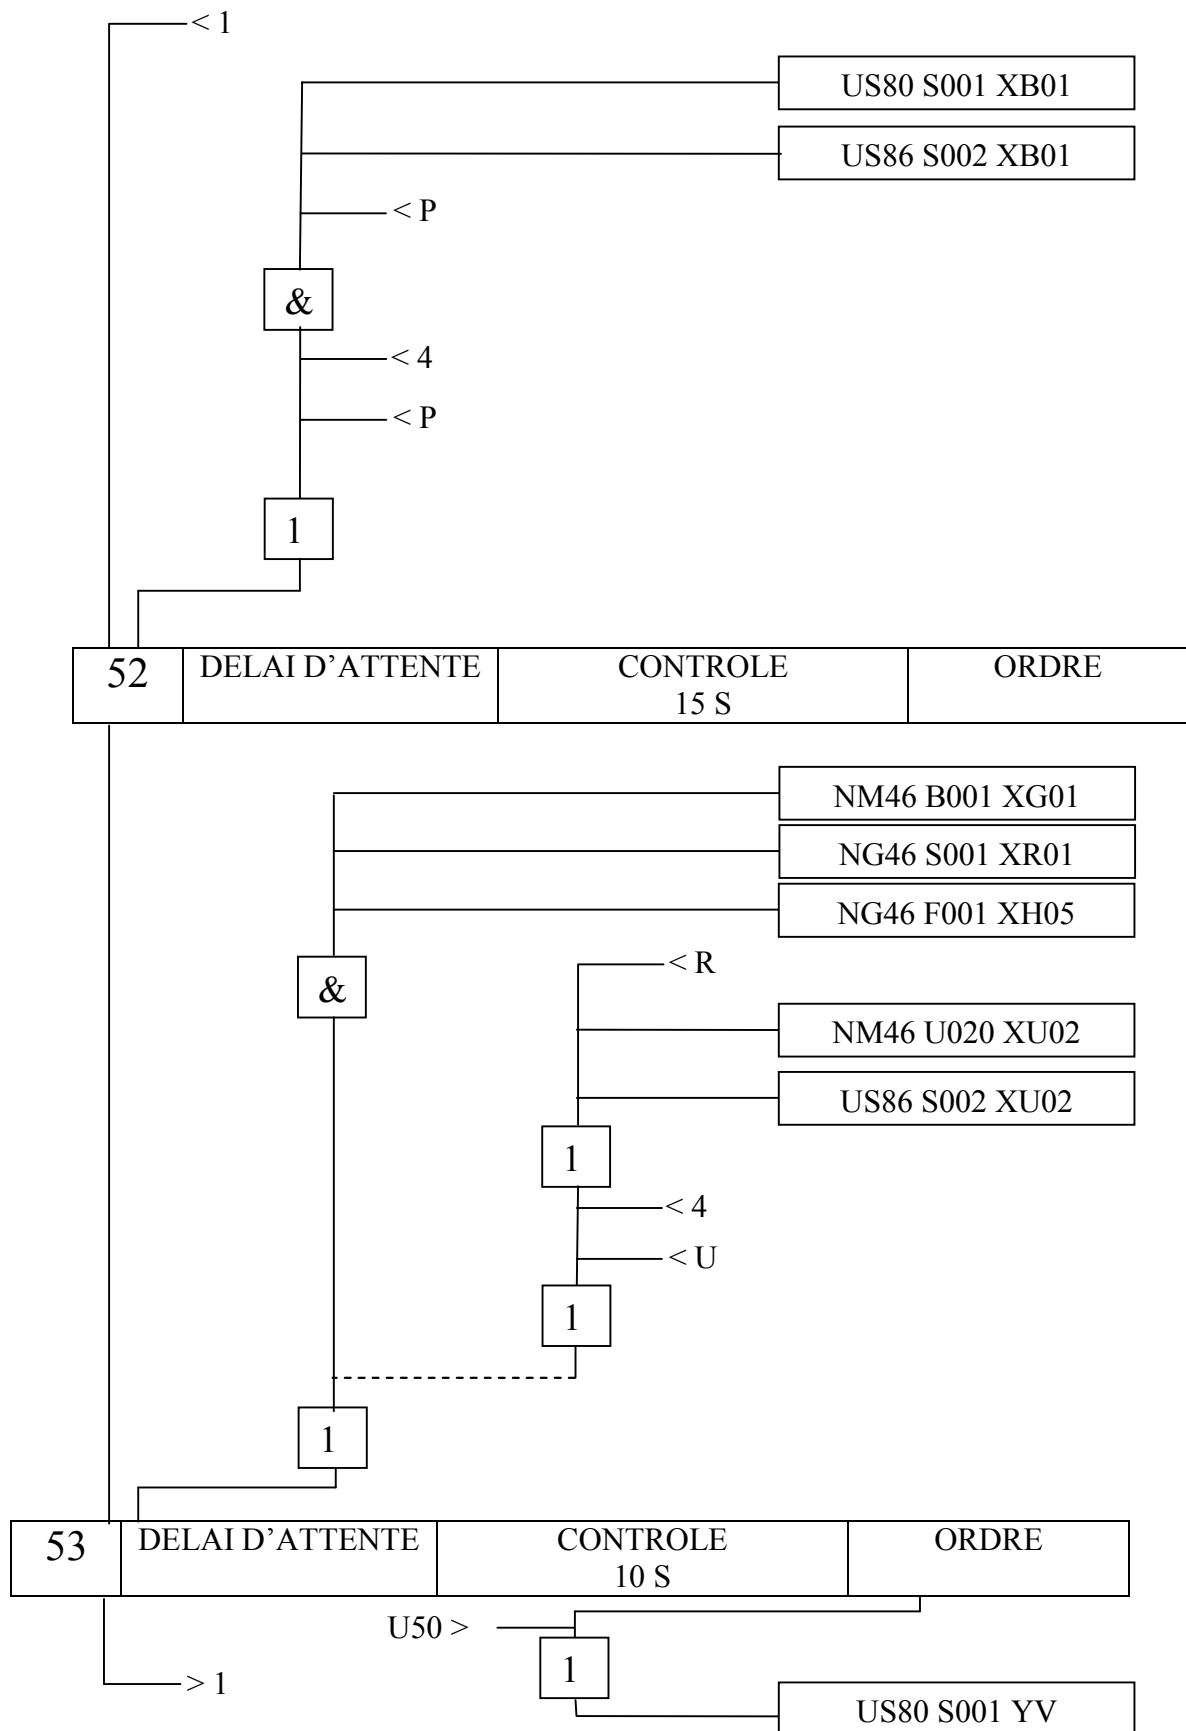 < 1
US80 S001 XB01
US86 S002 XB01
< P
&
< 4
< P
1
52 DELAI D’ATTENTE CONTROLE ORDRE
15 S
NM46 B001 XG01
NG46 S001 XR01
NG46 F001 XH05
< R
&
NM46 U020 XU02
US86 S002 XU02
1
< 4
< U
1
1
53 DELAI D’ATTENTE CONTROLE ORDRE
10 S
U50 >
1
> 1
US80 S001 YV